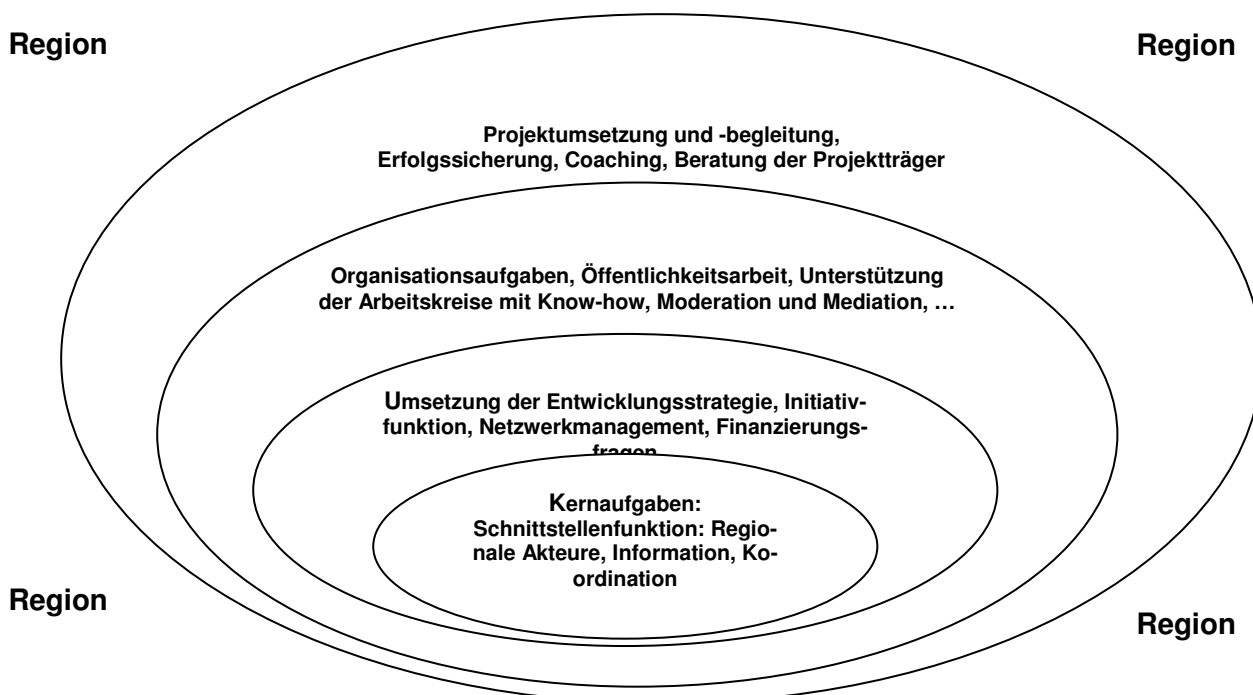 Region
Region
Projektumsetzung und -begleitung,
Erfolgssicherung, Coaching, Beratung der Projektträger
Organisationsaufgaben, Öffentlichkeitsarbeit, Unterstützung
der Arbeitskreise mit Know-how, Moderation und Mediation, …
Umsetzung der Entwicklungsstrategie, Initiativ-
funktion, Netzwerkmanagement, Finanzierungs-
fragen
Kernaufgaben:
Schnittstellenfunktion: Regio-
nale Akteure, Information, Ko-
ordination
Region
Region